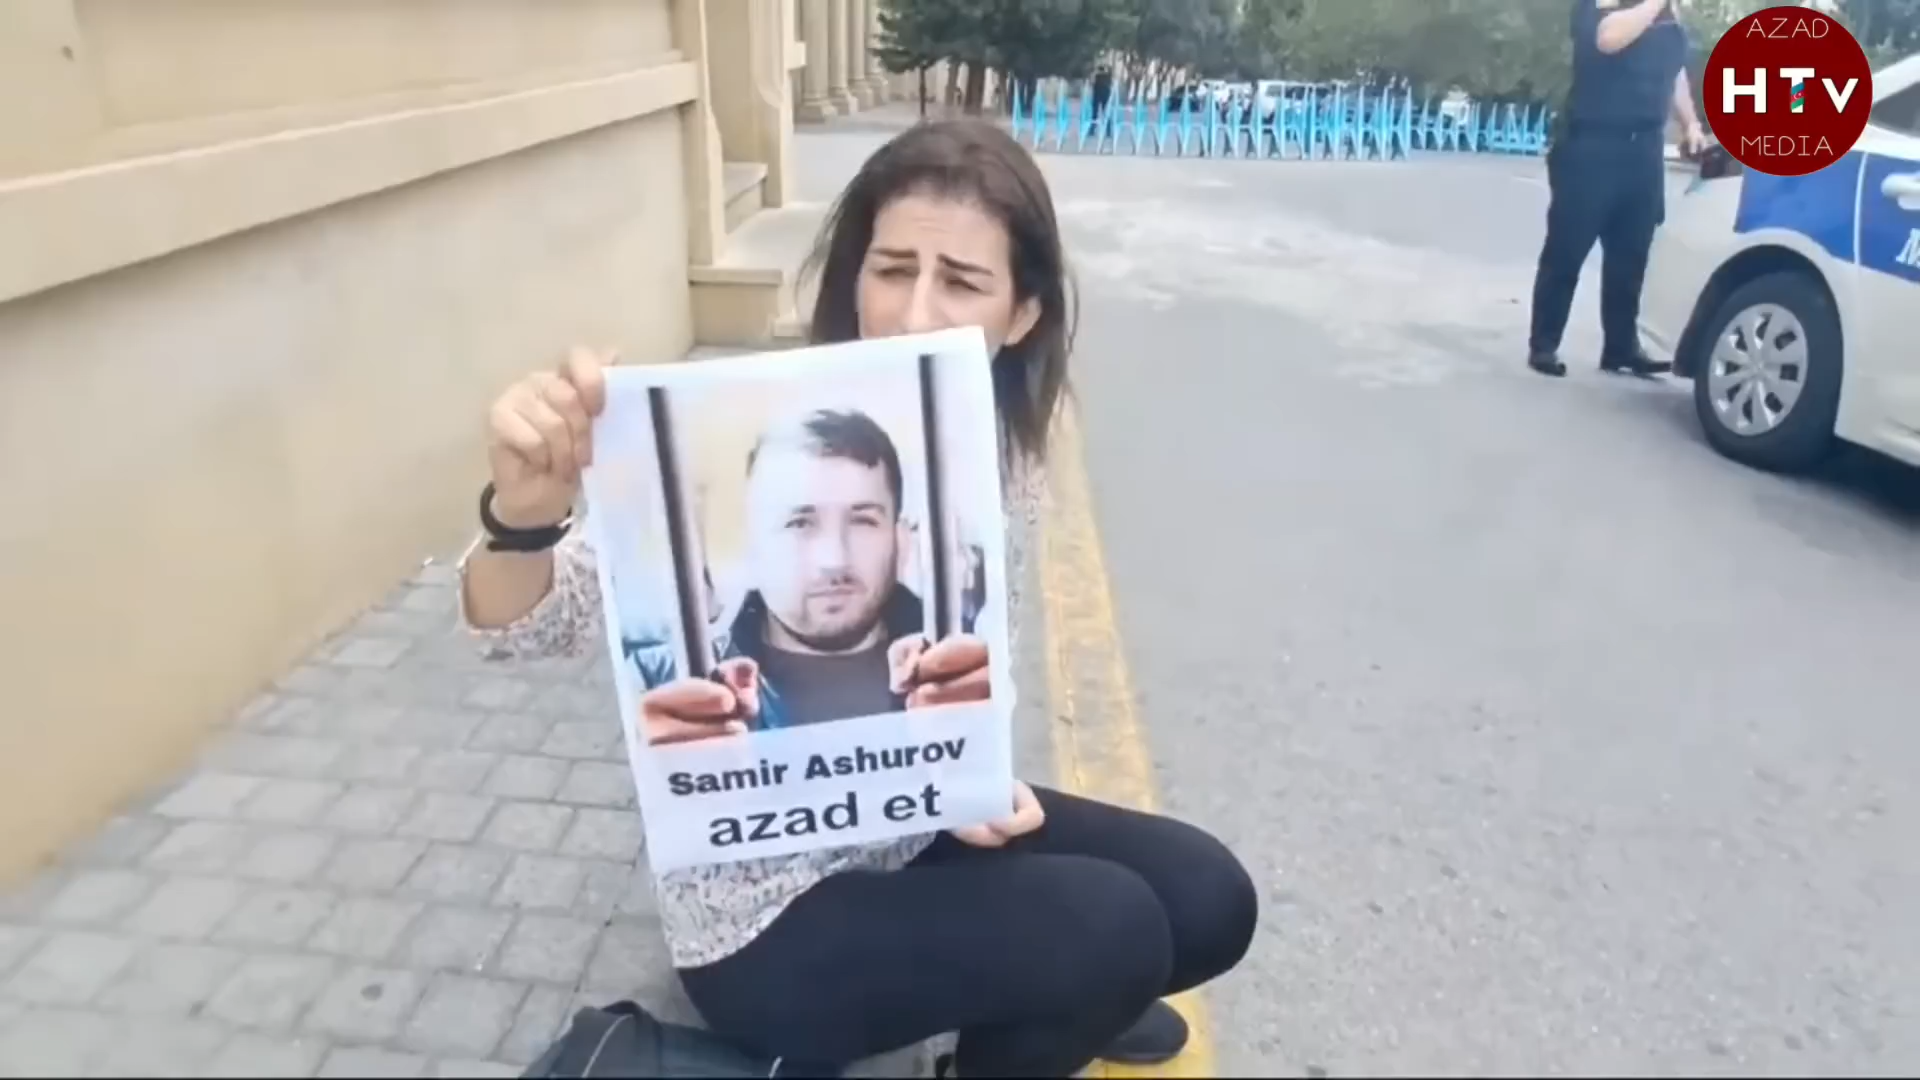 AZAD
HTv
MEDIA
Samir Ashurov
azad et